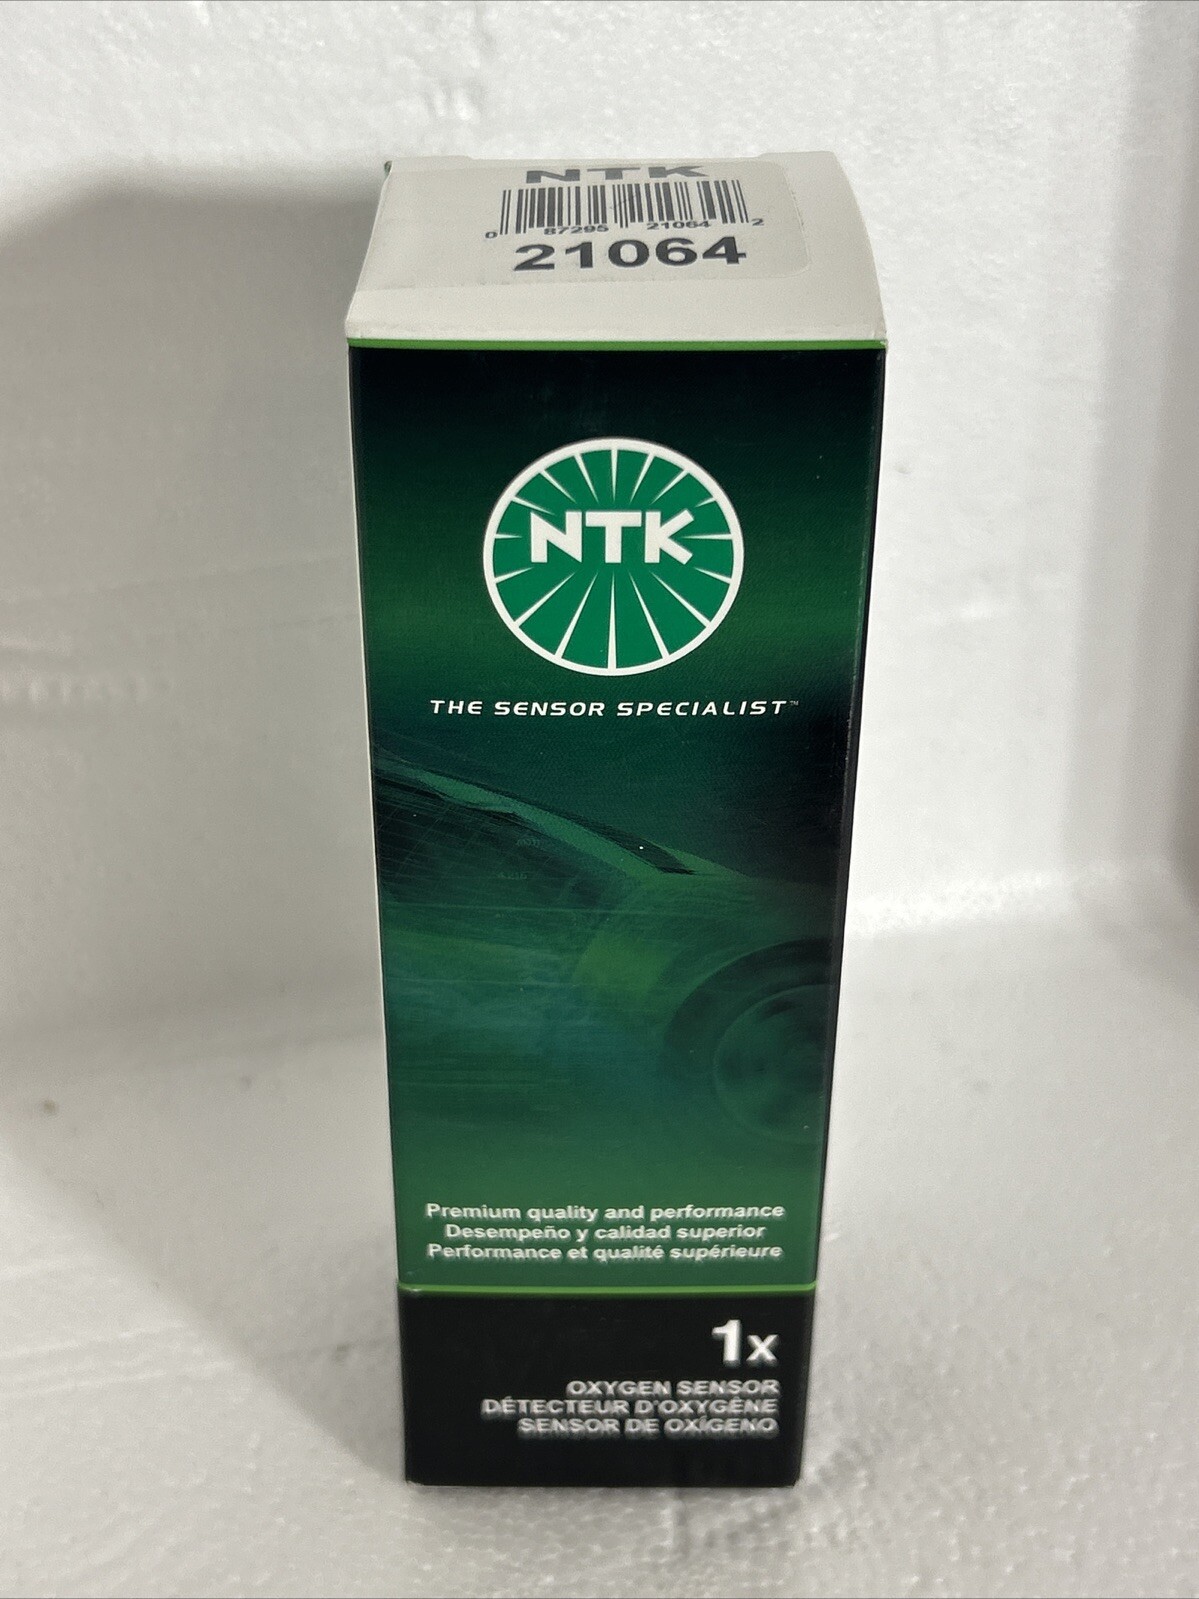 NTK
0 87295 21064 2
21064
NTK
THE SENSOR SPECIALIST™
Premium quality and performance
Desempeño y calidad superior
Performance et qualité supérieure
1x
OXYGEN SENSOR
DÉTECTEUR D'OXYGÈNE
SENSOR DE OXÍGENO